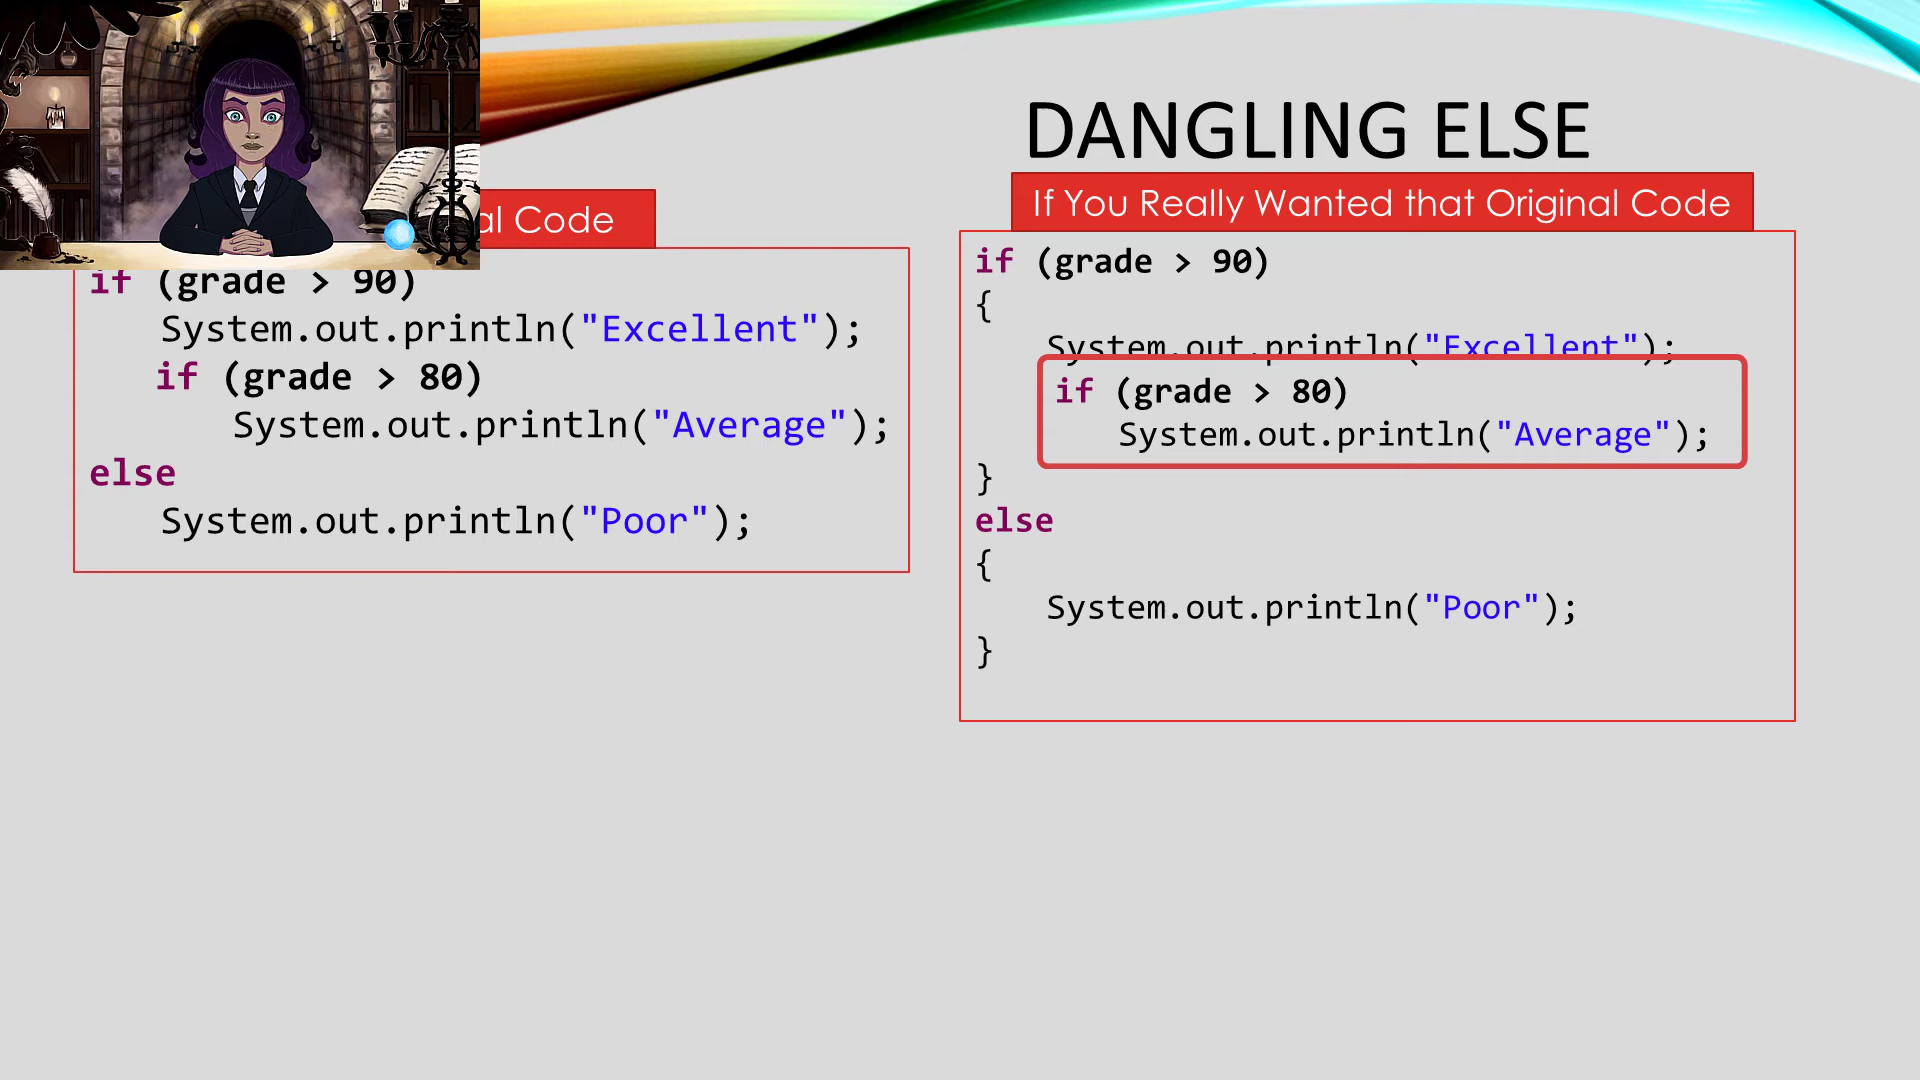 DANGLING ELSE
al Code
if (grade > 90)
System.out.println("Excellent");
if (grade > 80)
System.out.println("Average");
else
System.out.println("Poor");
If You Really Wanted that Original Code
if (grade > 90)
{
System.out.println("Excellent");
if (grade > 80)
System.out.println("Average");
}
else
{
System.out.println("Poor");
}